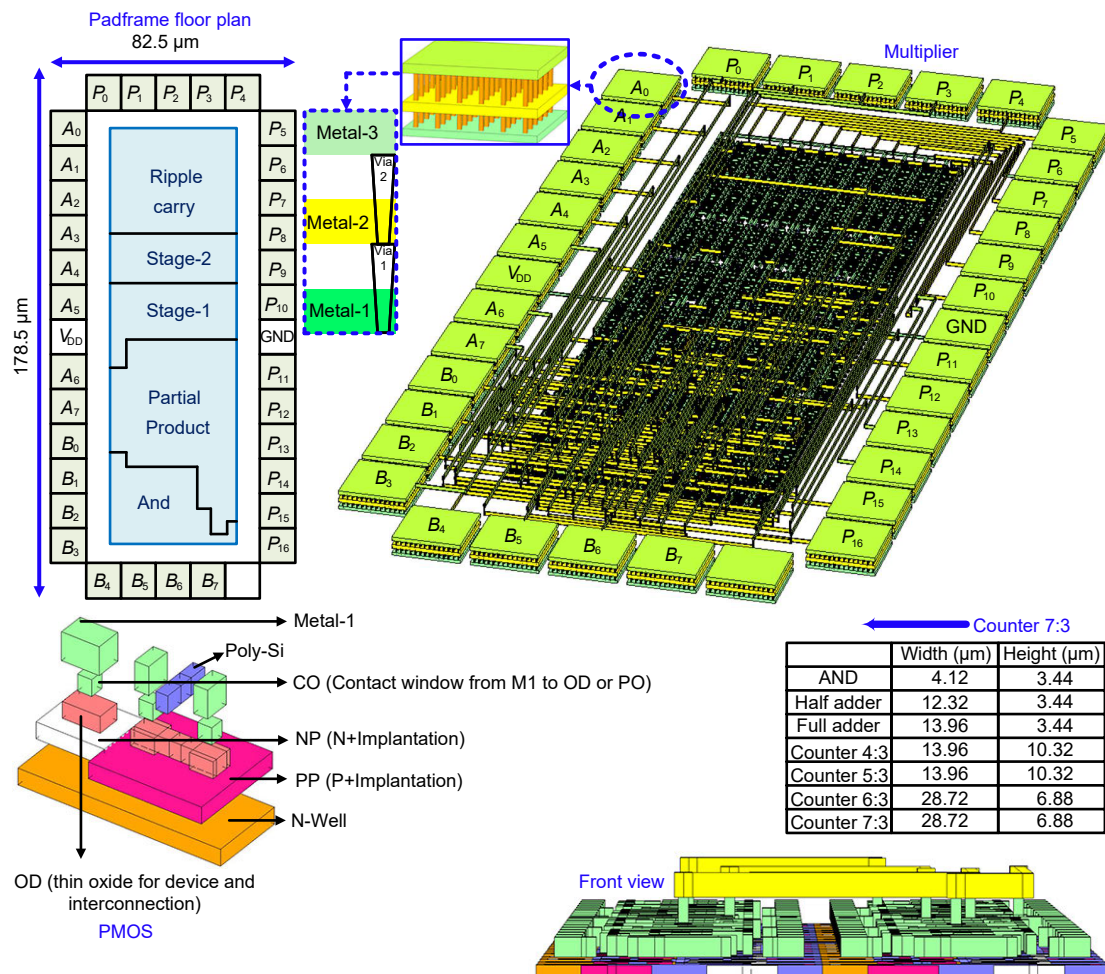 Padframe floor plan
82.5 µm
178.5 µm
P0 P1 P2 P3 P4
A0
A1
A2
A3
A4
A5
VDD
A6
A7
B0
B1
B2
B3
Ripple
carry
Stage-2
Stage-1
Partial
Product
And
P5
P6
P7
P8
P9
P10
GND
P11
P12
P13
P14
P15
P16
B4 B5 B6 B7
Metal-3
Via
2
Metal-2
Via
1
Metal-1
Multiplier
P0 P1 P2 P3 P4
A0
A1
A2
A3
A4
A5
VDD
A6
A7
B0
B1
B2
B3
B4 B5 B6 B7
P5
P6
P7
P8
P9
P10
GND
P11
P12
P13
P14
P15
P16
Metal-1
Poly-Si
CO (Contact window from M1 to OD or PO)
NP (N+Implantation)
PP (P+Implantation)
N-Well
OD (thin oxide for device and
interconnection)
PMOS
Counter 7:3
Width (µm) Height (µm)
AND 4.12 3.44
Half adder 12.32 3.44
Full adder 13.96 3.44
Counter 4:3 13.96 10.32
Counter 5:3 13.96 10.32
Counter 6:3 28.72 6.88
Counter 7:3 28.72 6.88
Front view